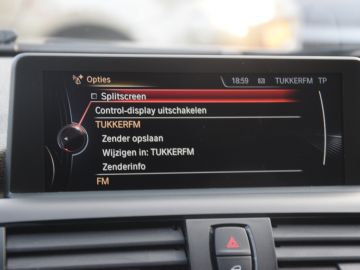 Opties 18:59 TUKKERFM TP
Splitscreen
Control-display uitschakelen
TUKKERFM
Zender opslaan
Wijzigen in: TUKKERFM
Zenderinfo
FM